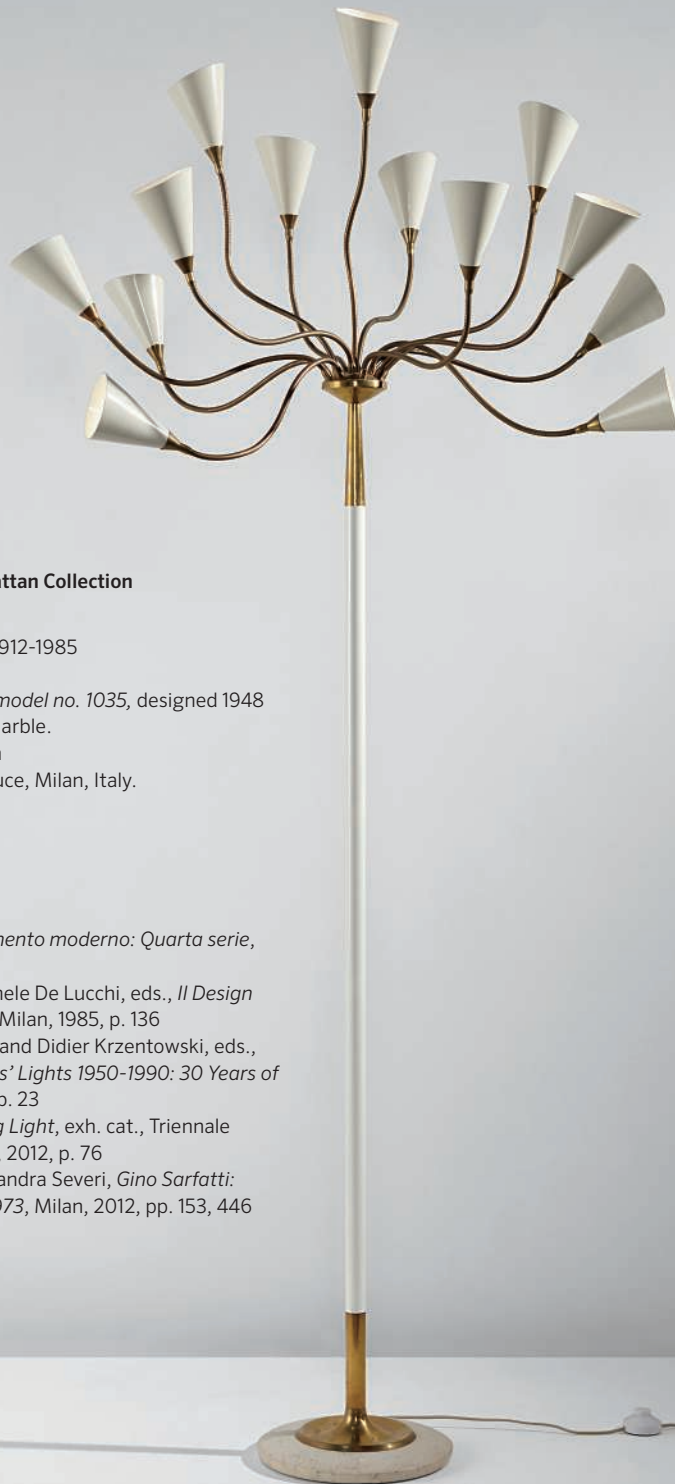 attan Collection
912-1985
model no. 1035, designed 1948
arble.
uce, Milan, Italy.
mento moderno: Quarta serie,
hele De Lucchi, eds., Il Design
Milan, 1985, p. 136
and Didier Krzentowski, eds.,
s' Lights 1950-1990: 30 Years of
p. 23
g Light, exh. cat., Triennale
, 2012, p. 76
andra Severi, Gino Sarfatti:
973, Milan, 2012, pp. 153, 446